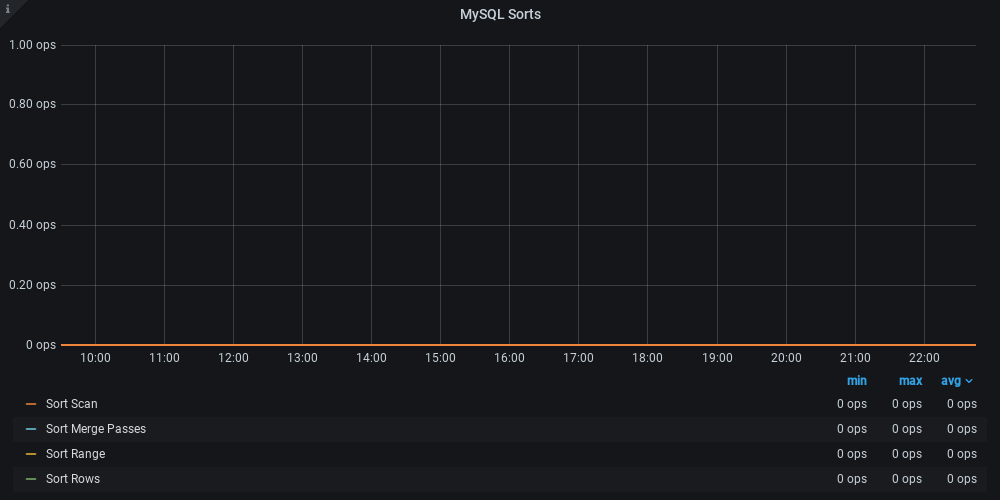 i
MySQL Sorts
1.00 ops
0.80 ops
0.60 ops
0.40 ops
0.20 ops
0 ops
10:00 11:00 12:00 13:00 14:00 15:00 16:00 17:00 18:00 19:00 20:00 21:00 22:00
min max avg
Sort Scan 0 ops 0 ops 0 ops
Sort Merge Passes 0 ops 0 ops 0 ops
Sort Range 0 ops 0 ops 0 ops
Sort Rows 0 ops 0 ops 0 ops